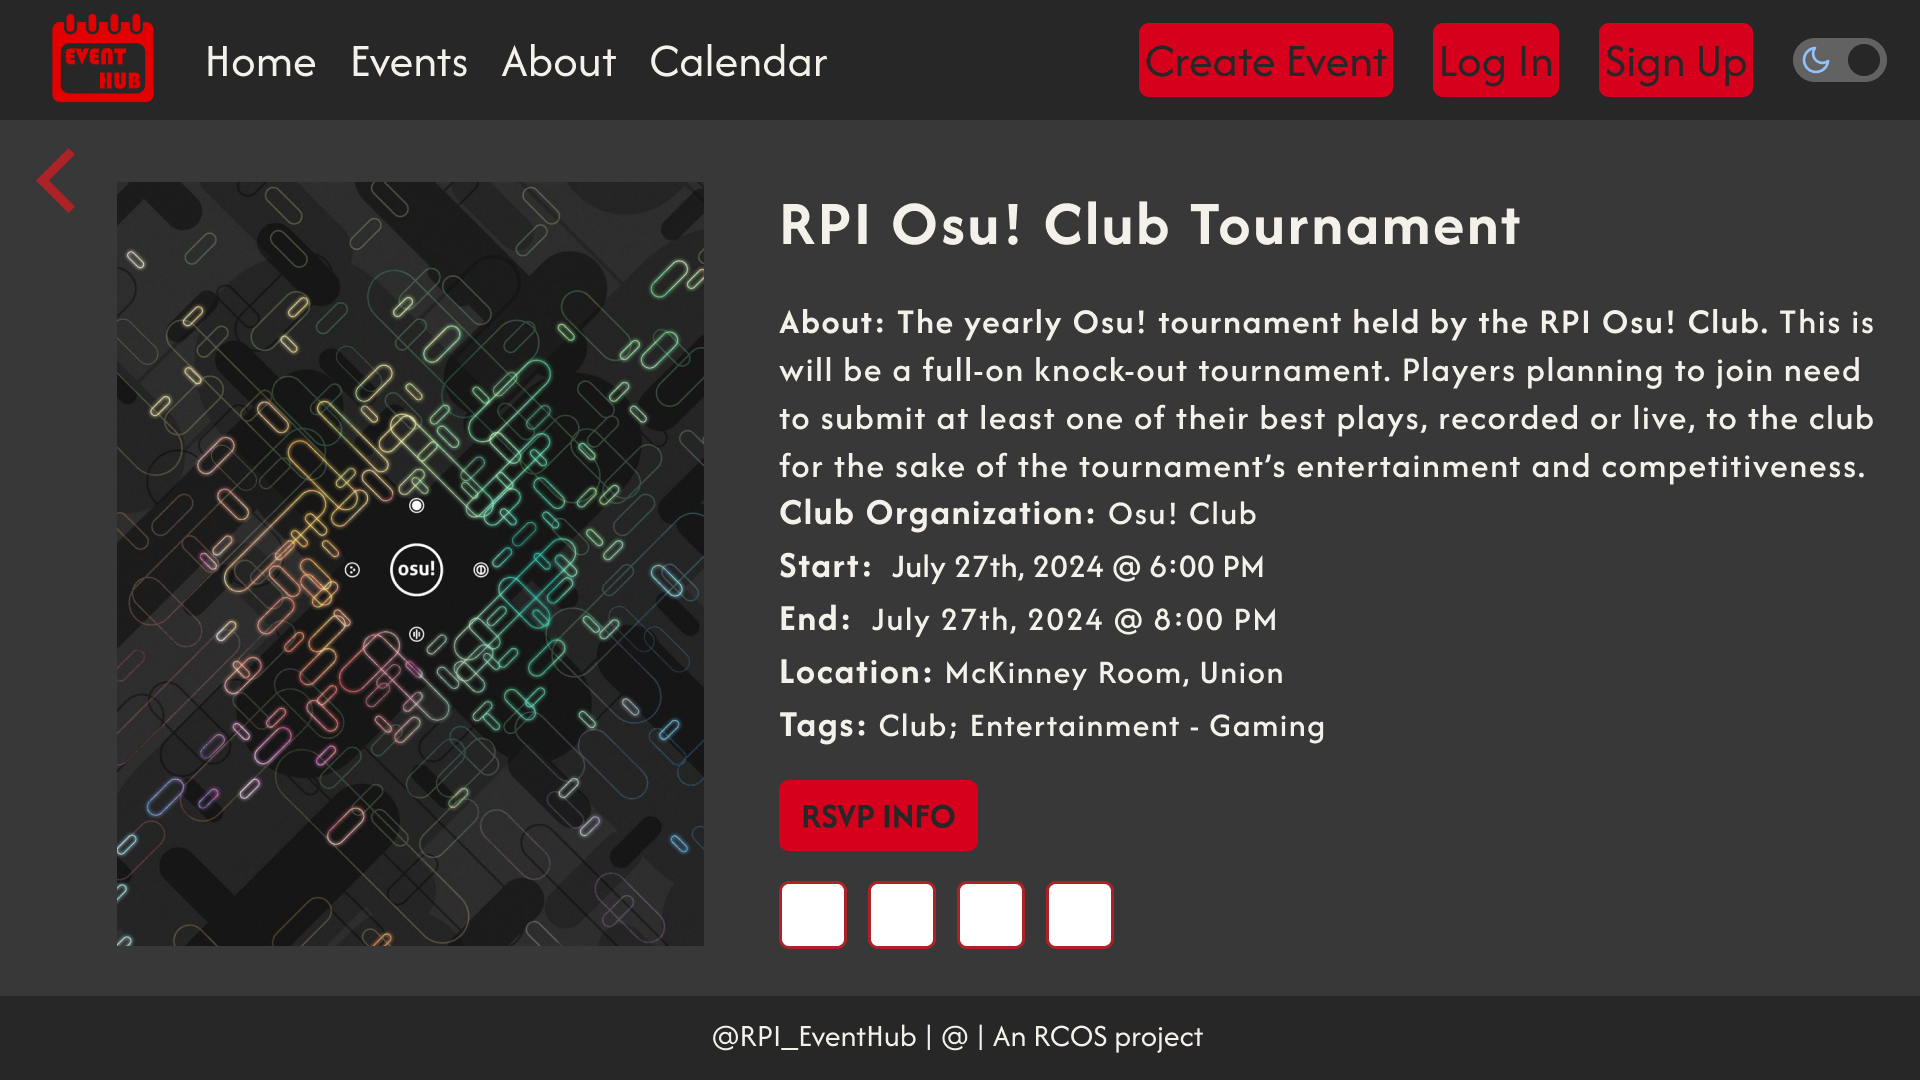 EVENT
HUB
Home Events About Calendar
Create Event Log In Sign Up
RPI Osu! Club Tournament
About: The yearly Osu! tournament held by the RPI Osu! Club. This is
will be a full-on knock-out tournament. Players planning to join need
to submit at least one of their best plays, recorded or live, to the club
for the sake of the tournament’s entertainment and competitiveness.
Club Organization: Osu! Club
Start: July 27th, 2024 @ 6:00 PM
End: July 27th, 2024 @ 8:00 PM
Location: McKinney Room, Union
Tags: Club; Entertainment - Gaming
RSVP INFO
osu!
@RPI_EventHub | @ | An RCOS project